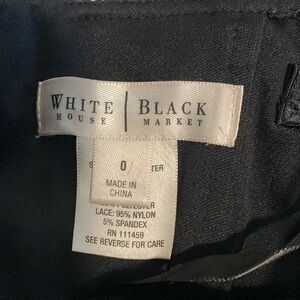 WHITE | BLACK
HOUSE | MARKET
0
MADE IN
CHINA
LACE: 95% NYLON
5% SPANDEX
RN 111459
SEE REVERSE FOR CARE